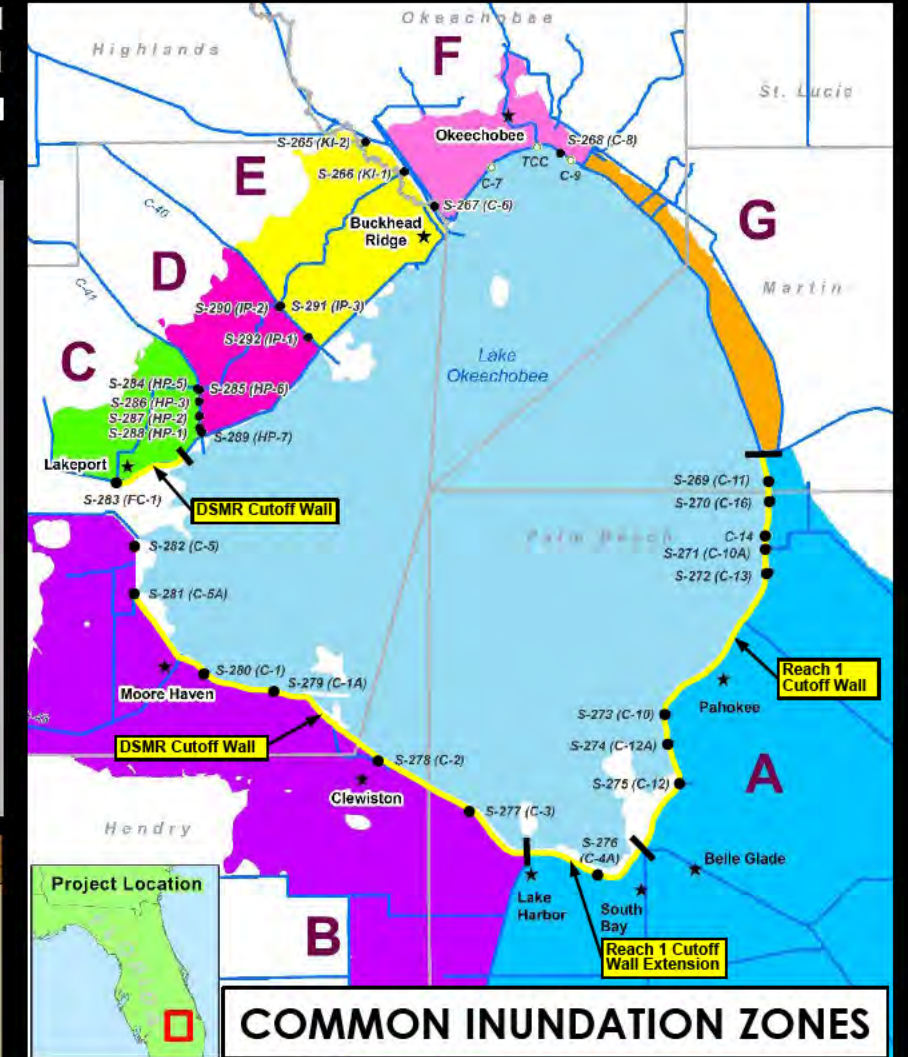 Okeechobee
Highlands
F
St. Lucie
Okeechobee
S-265 (KI-2)
S-268 (C-8)
TCC
C-7
C-9
E
S-266 (KI-1)
S-267 (C-6)
C-40
Buckhead
Ridge
G
D
Martin
C-41
S-290 (IP-2)
S-291 (IP-3)
S-292 (IP-1)
Lake
Okeechobee
C
S-284 (HP-5)
S-285 (HP-6)
S-286 (HP-3)
S-287 (HP-2)
S-288 (HP-1)
S-289 (HP-7)
Lakeport
S-283 (FC-1)
DSMR Cutoff Wall
S-269 (C-11)
S-270 (C-16)
Palm Beach
C-14
S-271 (C-10A)
S-272 (C-13)
S-282 (C-5)
S-281 (C-5A)
S-280 (C-1)
Moore Haven
S-279 (C-1A)
Reach 1
Cutoff Wall
Pahokee
S-273 (C-10)
S-274 (C-12A)
DSMR Cutoff Wall
S-278 (C-2)
S-275 (C-12)
A
Clewiston
S-277 (C-3)
Hendry
S-276
(C-4A)
Belle Glade
Lake
Harbor
South
Bay
B
Reach 1 Cutoff
Wall Extension
Project Location
COMMON INUNDATION ZONES